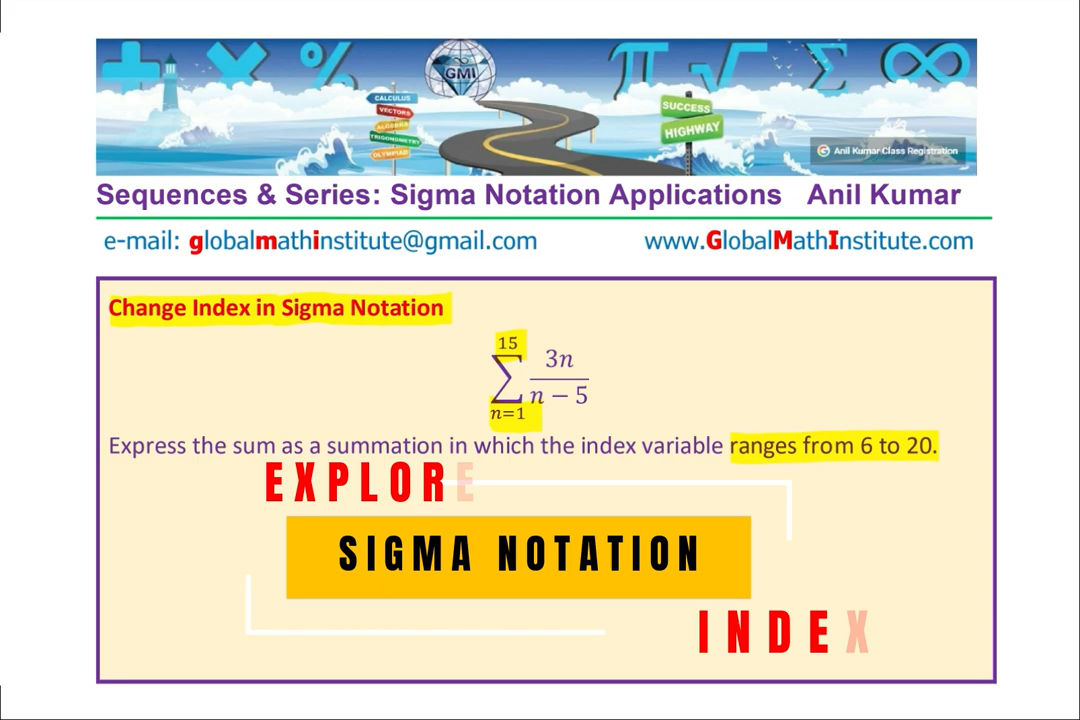 GMI
CALCULUS
VECTORS
ALGEBRA
TRIGONOMETRY
OLYMPIAD
SUCCESS
HIGHWAY
Anil Kumar Class Registration
Sequences & Series: Sigma Notation Applications Anil Kumar
e-mail: globalmathinstitute@gmail.com www.GlobalMathInstitute.com
Change Index in Sigma Notation
15
∑ 3n / (n − 5)
n=1
Express the sum as a summation in which the index variable ranges from 6 to 20.
EXPLORE
SIGMA NOTATION
INDEX